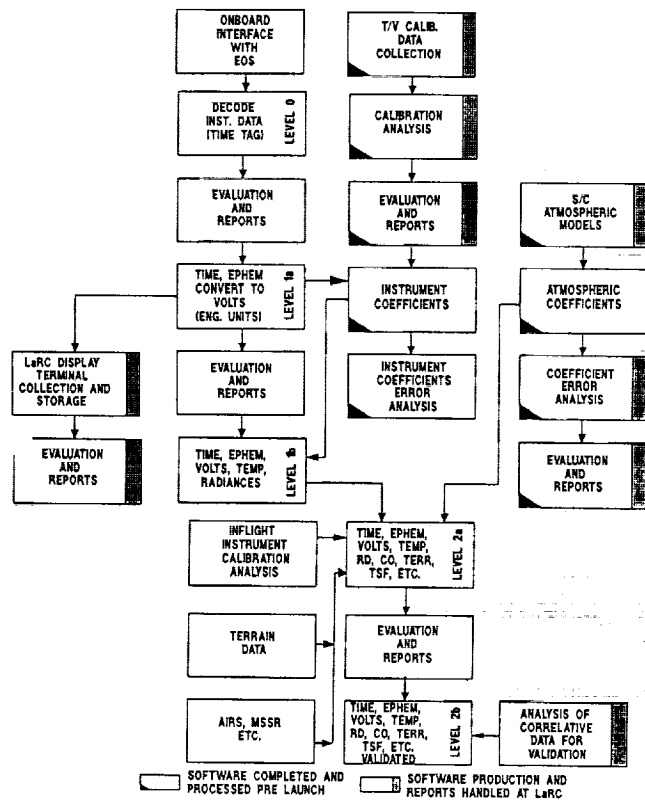 ONBOARD
INTERFACE
WITH
EOS
T/V CALIB.
DATA
COLLECTION
DECODE
INST. DATA
(TIME TAG)
LEVEL 0
CALIBRATION
ANALYSIS
EVALUATION
AND
REPORTS
EVALUATION
AND
REPORTS
S/C
ATMOSPHERIC
MODELS
TIME, EPHEM
CONVERT TO
VOLTS
(ENG. UNITS)
LEVEL 1a
INSTRUMENT
COEFFICIENTS
ATMOSPHERIC
COEFFICIENTS
LaRC DISPLAY
TERMINAL
COLLECTION AND
STORAGE
EVALUATION
AND
REPORTS
INSTRUMENT
COEFFICIENTS
ERROR
ANALYSIS
COEFFICIENT
ERROR
ANALYSIS
EVALUATION
AND
REPORTS
TIME, EPHEM,
VOLTS, TEMP,
RADIANCES
LEVEL 1b
EVALUATION
AND
REPORTS
INFLIGHT
INSTRUMENT
CALIBRATION
ANALYSIS
TIME, EPHEM,
VOLTS, TEMP,
RD, CO, TERR,
TSF, ETC.
LEVEL 2a
TERRAIN
DATA
EVALUATION
AND
REPORTS
AIRS, MSSR
ETC.
TIME, EPHEM,
VOLTS, TEMP,
RD, CO, TERR,
TSF, ETC.
VALIDATED
LEVEL 2b
ANALYSIS OF
CORRELATIVE
DATA FOR
VALIDATION
SOFTWARE COMPLETED AND
PROCESSED PRE LAUNCH
SOFTWARE PRODUCTION AND
REPORTS HANDLED AT LaRC